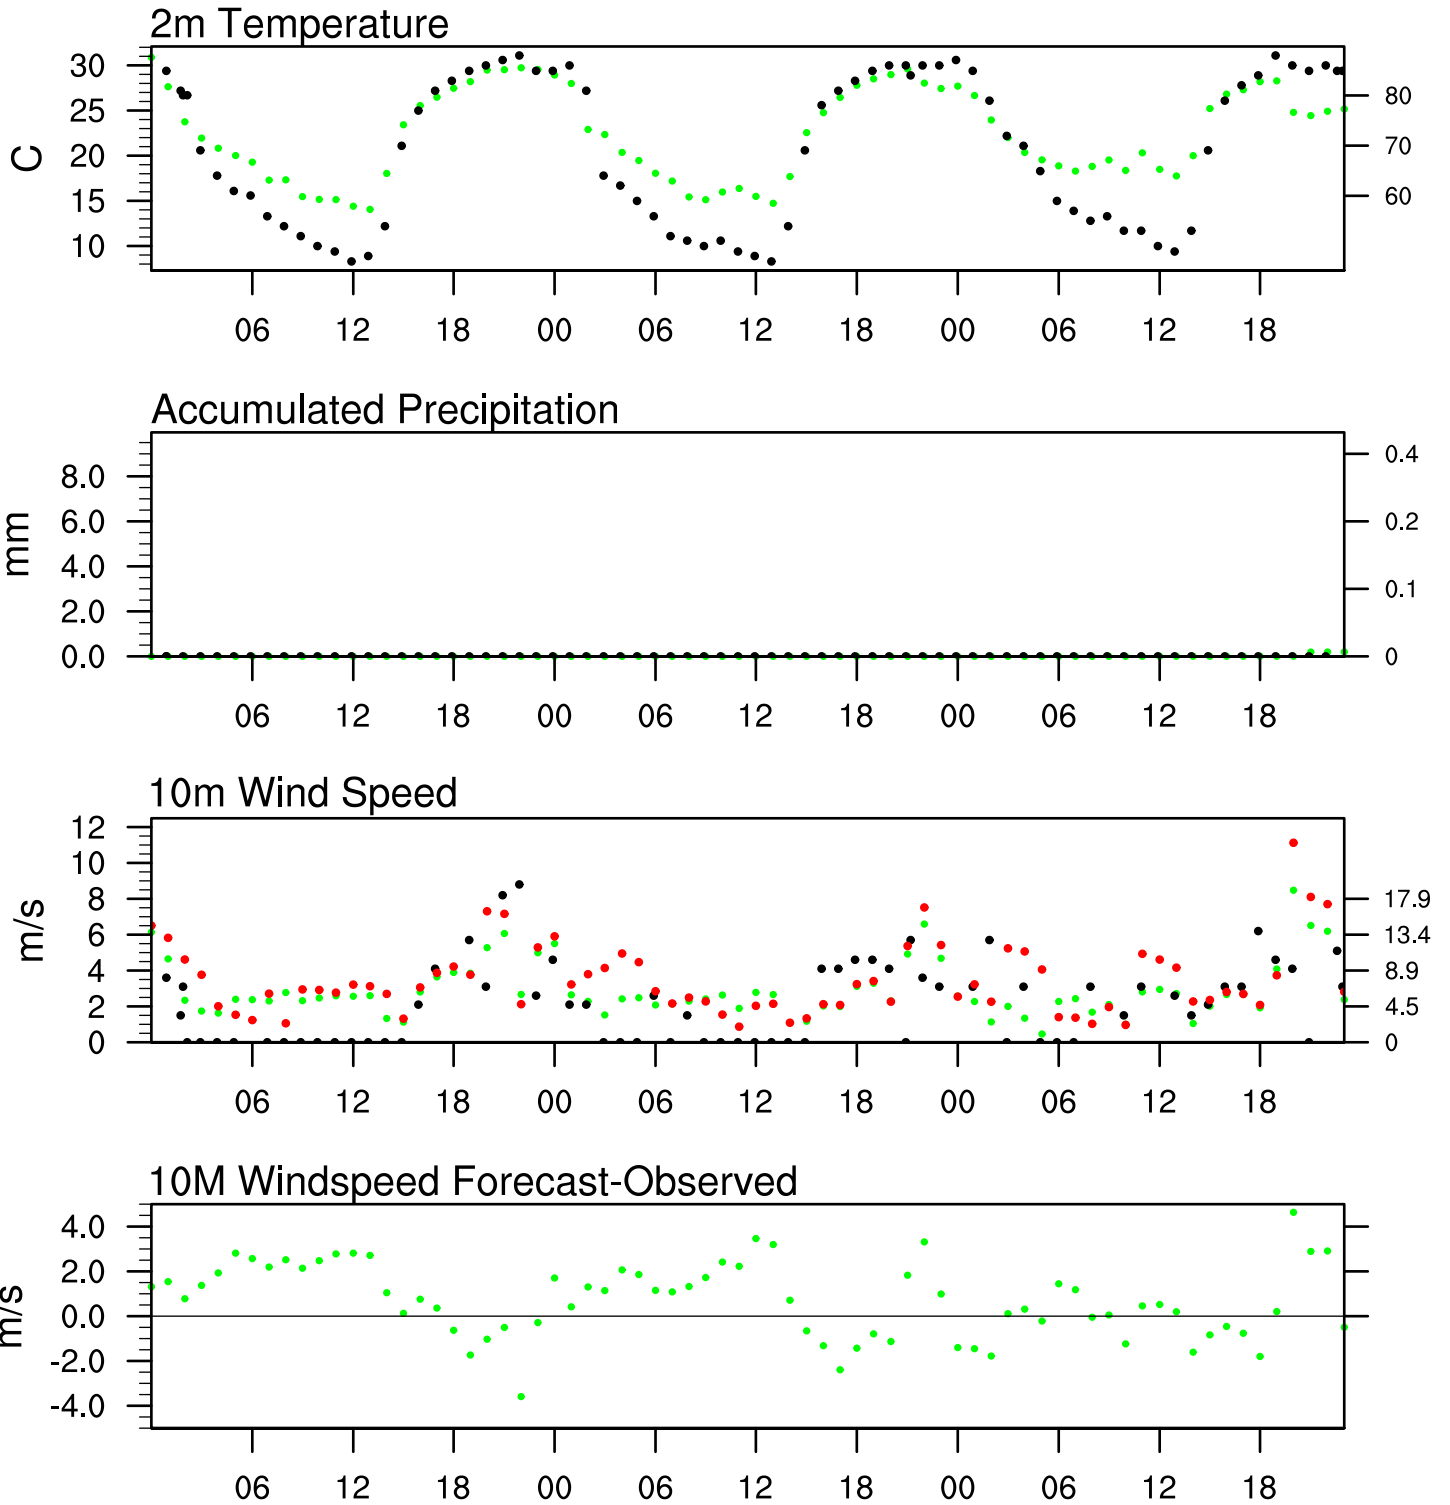 2m Temperature
30
25
20
15
10
C
80
70
60
06 12 18 00 06 12 18 00 06 12 18
Accumulated Precipitation
8.0
6.0
4.0
2.0
0.0
mm
0.4
0.2
0.1
0
06 12 18 00 06 12 18 00 06 12 18
10m Wind Speed
12
10
8
6
4
2
0
m/s
17.9
13.4
8.9
4.5
0
06 12 18 00 06 12 18 00 06 12 18
10M Windspeed Forecast-Observed
4.0
2.0
0.0
-2.0
-4.0
m/s
06 12 18 00 06 12 18 00 06 12 18